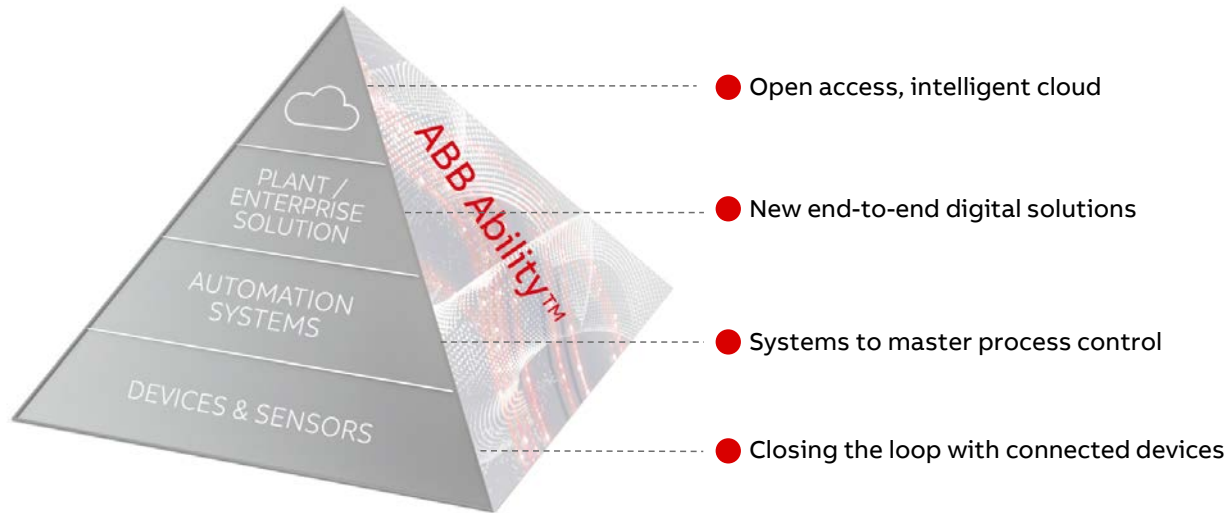 Open access, intelligent cloud
ABB Ability™
PLANT /
ENTERPRISE
SOLUTION
New end-to-end digital solutions
AUTOMATION
SYSTEMS
Systems to master process control
DEVICES & SENSORS
Closing the loop with connected devices